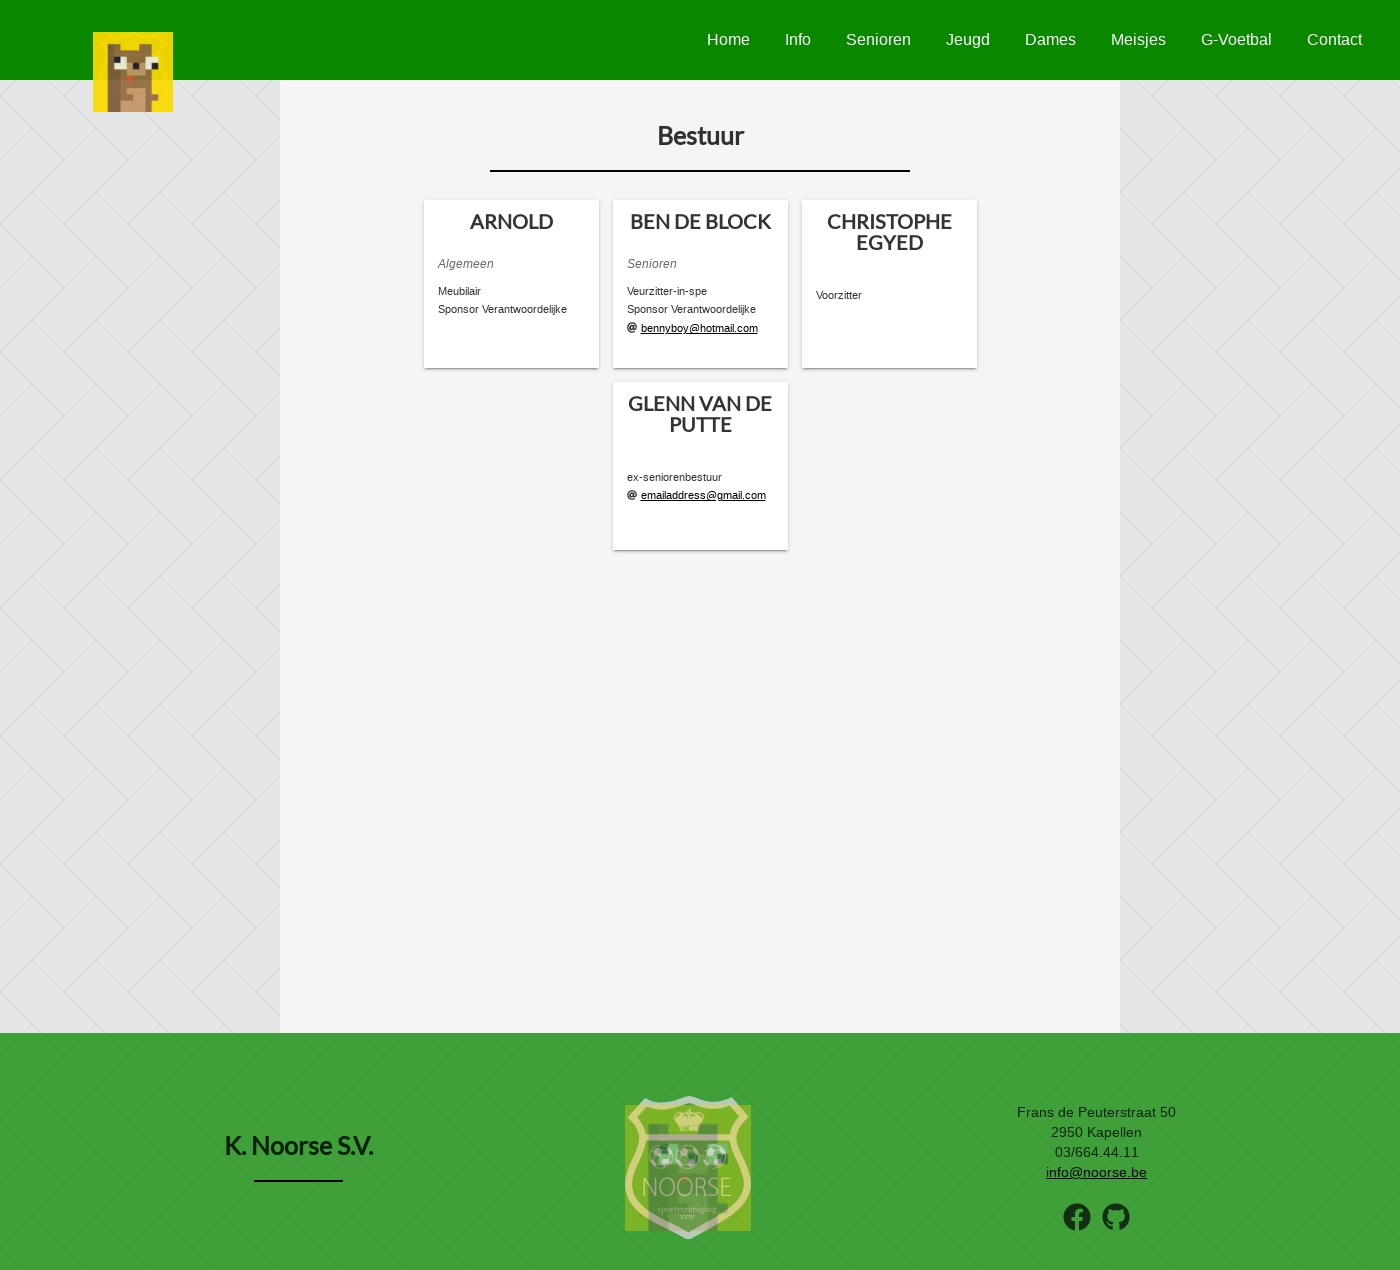 Home Info Senioren Jeugd Dames Meisjes G-Voetbal Contact
Bestuur
ARNOLD
Algemeen
Meubilair
Sponsor Verantwoordelijke
BEN DE BLOCK
Senioren
Veurzitter-in-spe
Sponsor Verantwoordelijke
@ bennyboy@hotmail.com
CHRISTOPHE
EGYED
Voorzitter
GLENN VAN DE
PUTTE
ex-seniorenbestuur
@ emailaddress@gmail.com
K. Noorse S.V.
NOORSE
sportvereniging
VZW
Frans de Peuterstraat 50
2950 Kapellen
03/664.44.11
info@noorse.be